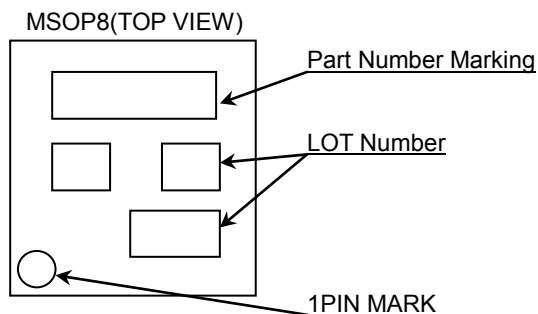 MSOP8(TOP VIEW)
Part Number Marking
LOT Number
1PIN MARK